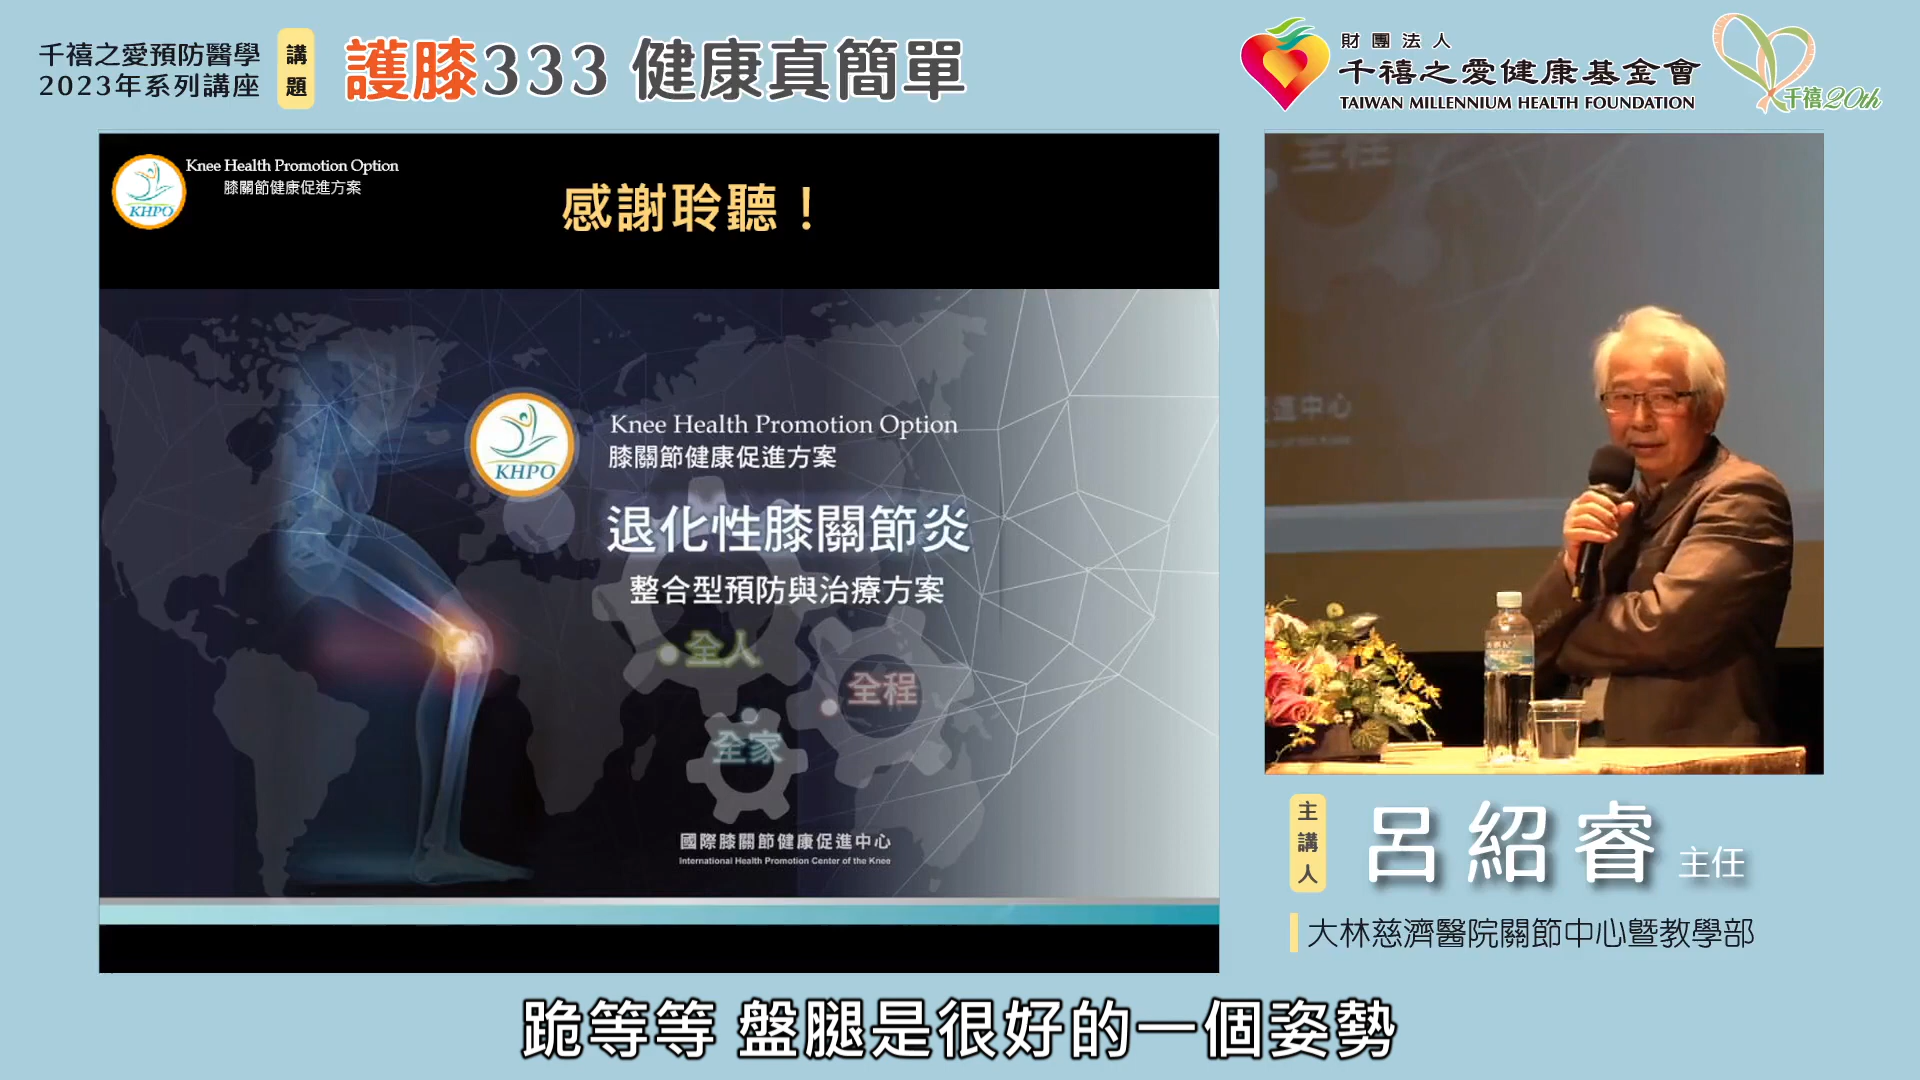 千禧之愛預防醫學
2023年系列講座
講題
護膝333 健康真簡單
財團法人
千禧之愛健康基金會
TAIWAN MILLENNIUM HEALTH FOUNDATION
千禧20th
KHPO
Knee Health Promotion Option
膝關節健康促進方案
感謝聆聽！
KHPO
Knee Health Promotion Option
膝關節健康促進方案
退化性膝關節炎
整合型預防與治療方案
全人
全程
全家
國際膝關節健康促進中心
International Health Promotion Center of the Knee
全程
進中心
主講人
呂紹睿 主任
大林慈濟醫院關節中心暨教學部
跪等等 盤腿是很好的一個姿勢